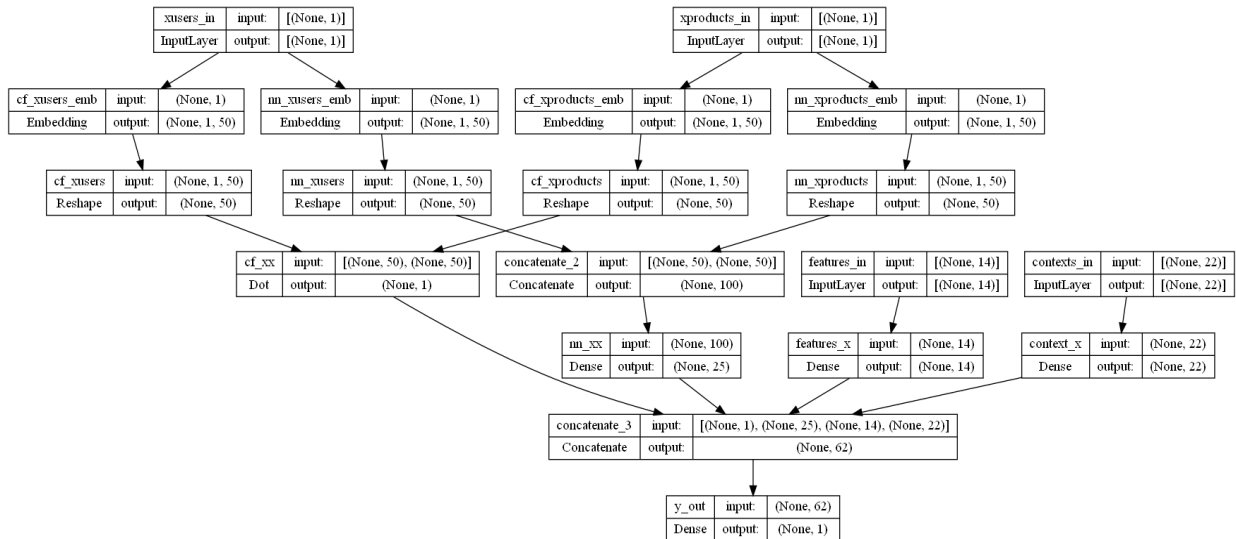 xusers_in input: [(None, 1)]
InputLayer output: [(None, 1)]
xproducts_in input: [(None, 1)]
InputLayer output: [(None, 1)]
cf_xusers_emb input: (None, 1)
Embedding output: (None, 1, 50)
nn_xusers_emb input: (None, 1)
Embedding output: (None, 1, 50)
cf_xproducts_emb input: (None, 1)
Embedding output: (None, 1, 50)
nn_xproducts_emb input: (None, 1)
Embedding output: (None, 1, 50)
cf_xusers input: (None, 1, 50)
Reshape output: (None, 50)
nn_xusers input: (None, 1, 50)
Reshape output: (None, 50)
cf_xproducts input: (None, 1, 50)
Reshape output: (None, 50)
nn_xproducts input: (None, 1, 50)
Reshape output: (None, 50)
cf_xx input: [(None, 50), (None, 50)]
Dot output: (None, 1)
concatenate_2 input: [(None, 50), (None, 50)]
Concatenate output: (None, 100)
features_in input: [(None, 14)]
InputLayer output: [(None, 14)]
contexts_in input: [(None, 22)]
InputLayer output: [(None, 22)]
nn_xx input: (None, 100)
Dense output: (None, 25)
features_x input: (None, 14)
Dense output: (None, 14)
context_x input: (None, 22)
Dense output: (None, 22)
concatenate_3 input: [(None, 1), (None, 25), (None, 14), (None, 22)]
Concatenate output: (None, 62)
y_out input: (None, 62)
Dense output: (None, 1)